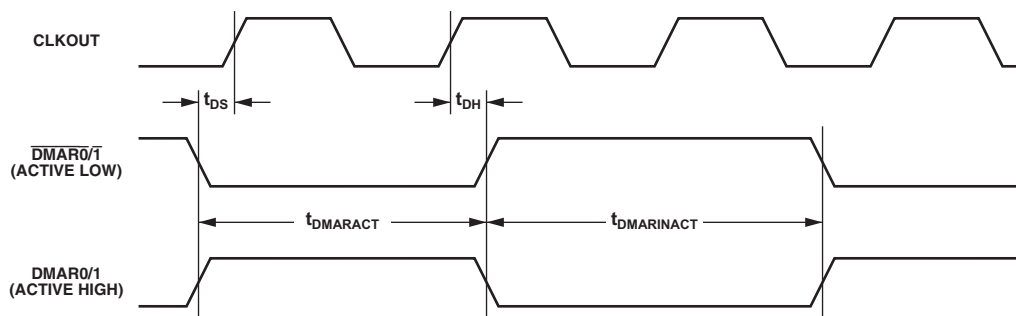 CLKOUT
tDS
tDH
DMAR0/1
(ACTIVE LOW)
tDMARACT
tDMARINACT
DMAR0/1
(ACTIVE HIGH)